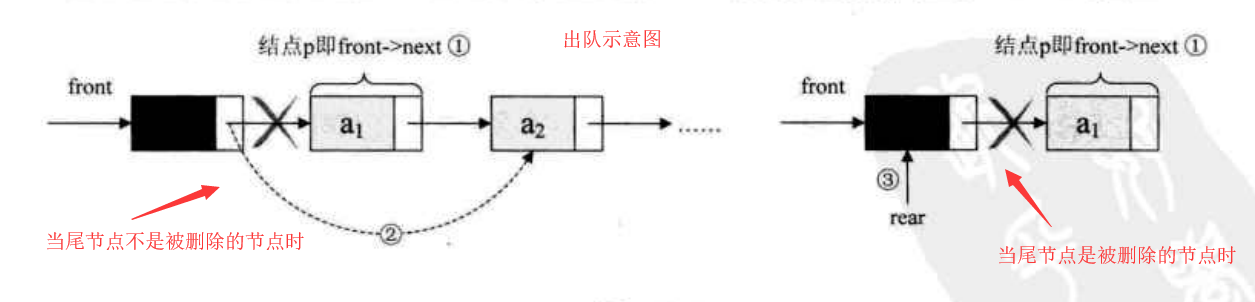 出队示意图
结点p即front->next ①
front
a₁
a₂
……
②
当尾节点不是被删除的节点时
结点p即front->next ①
front
a₁
③
rear
当尾节点是被删除的节点时